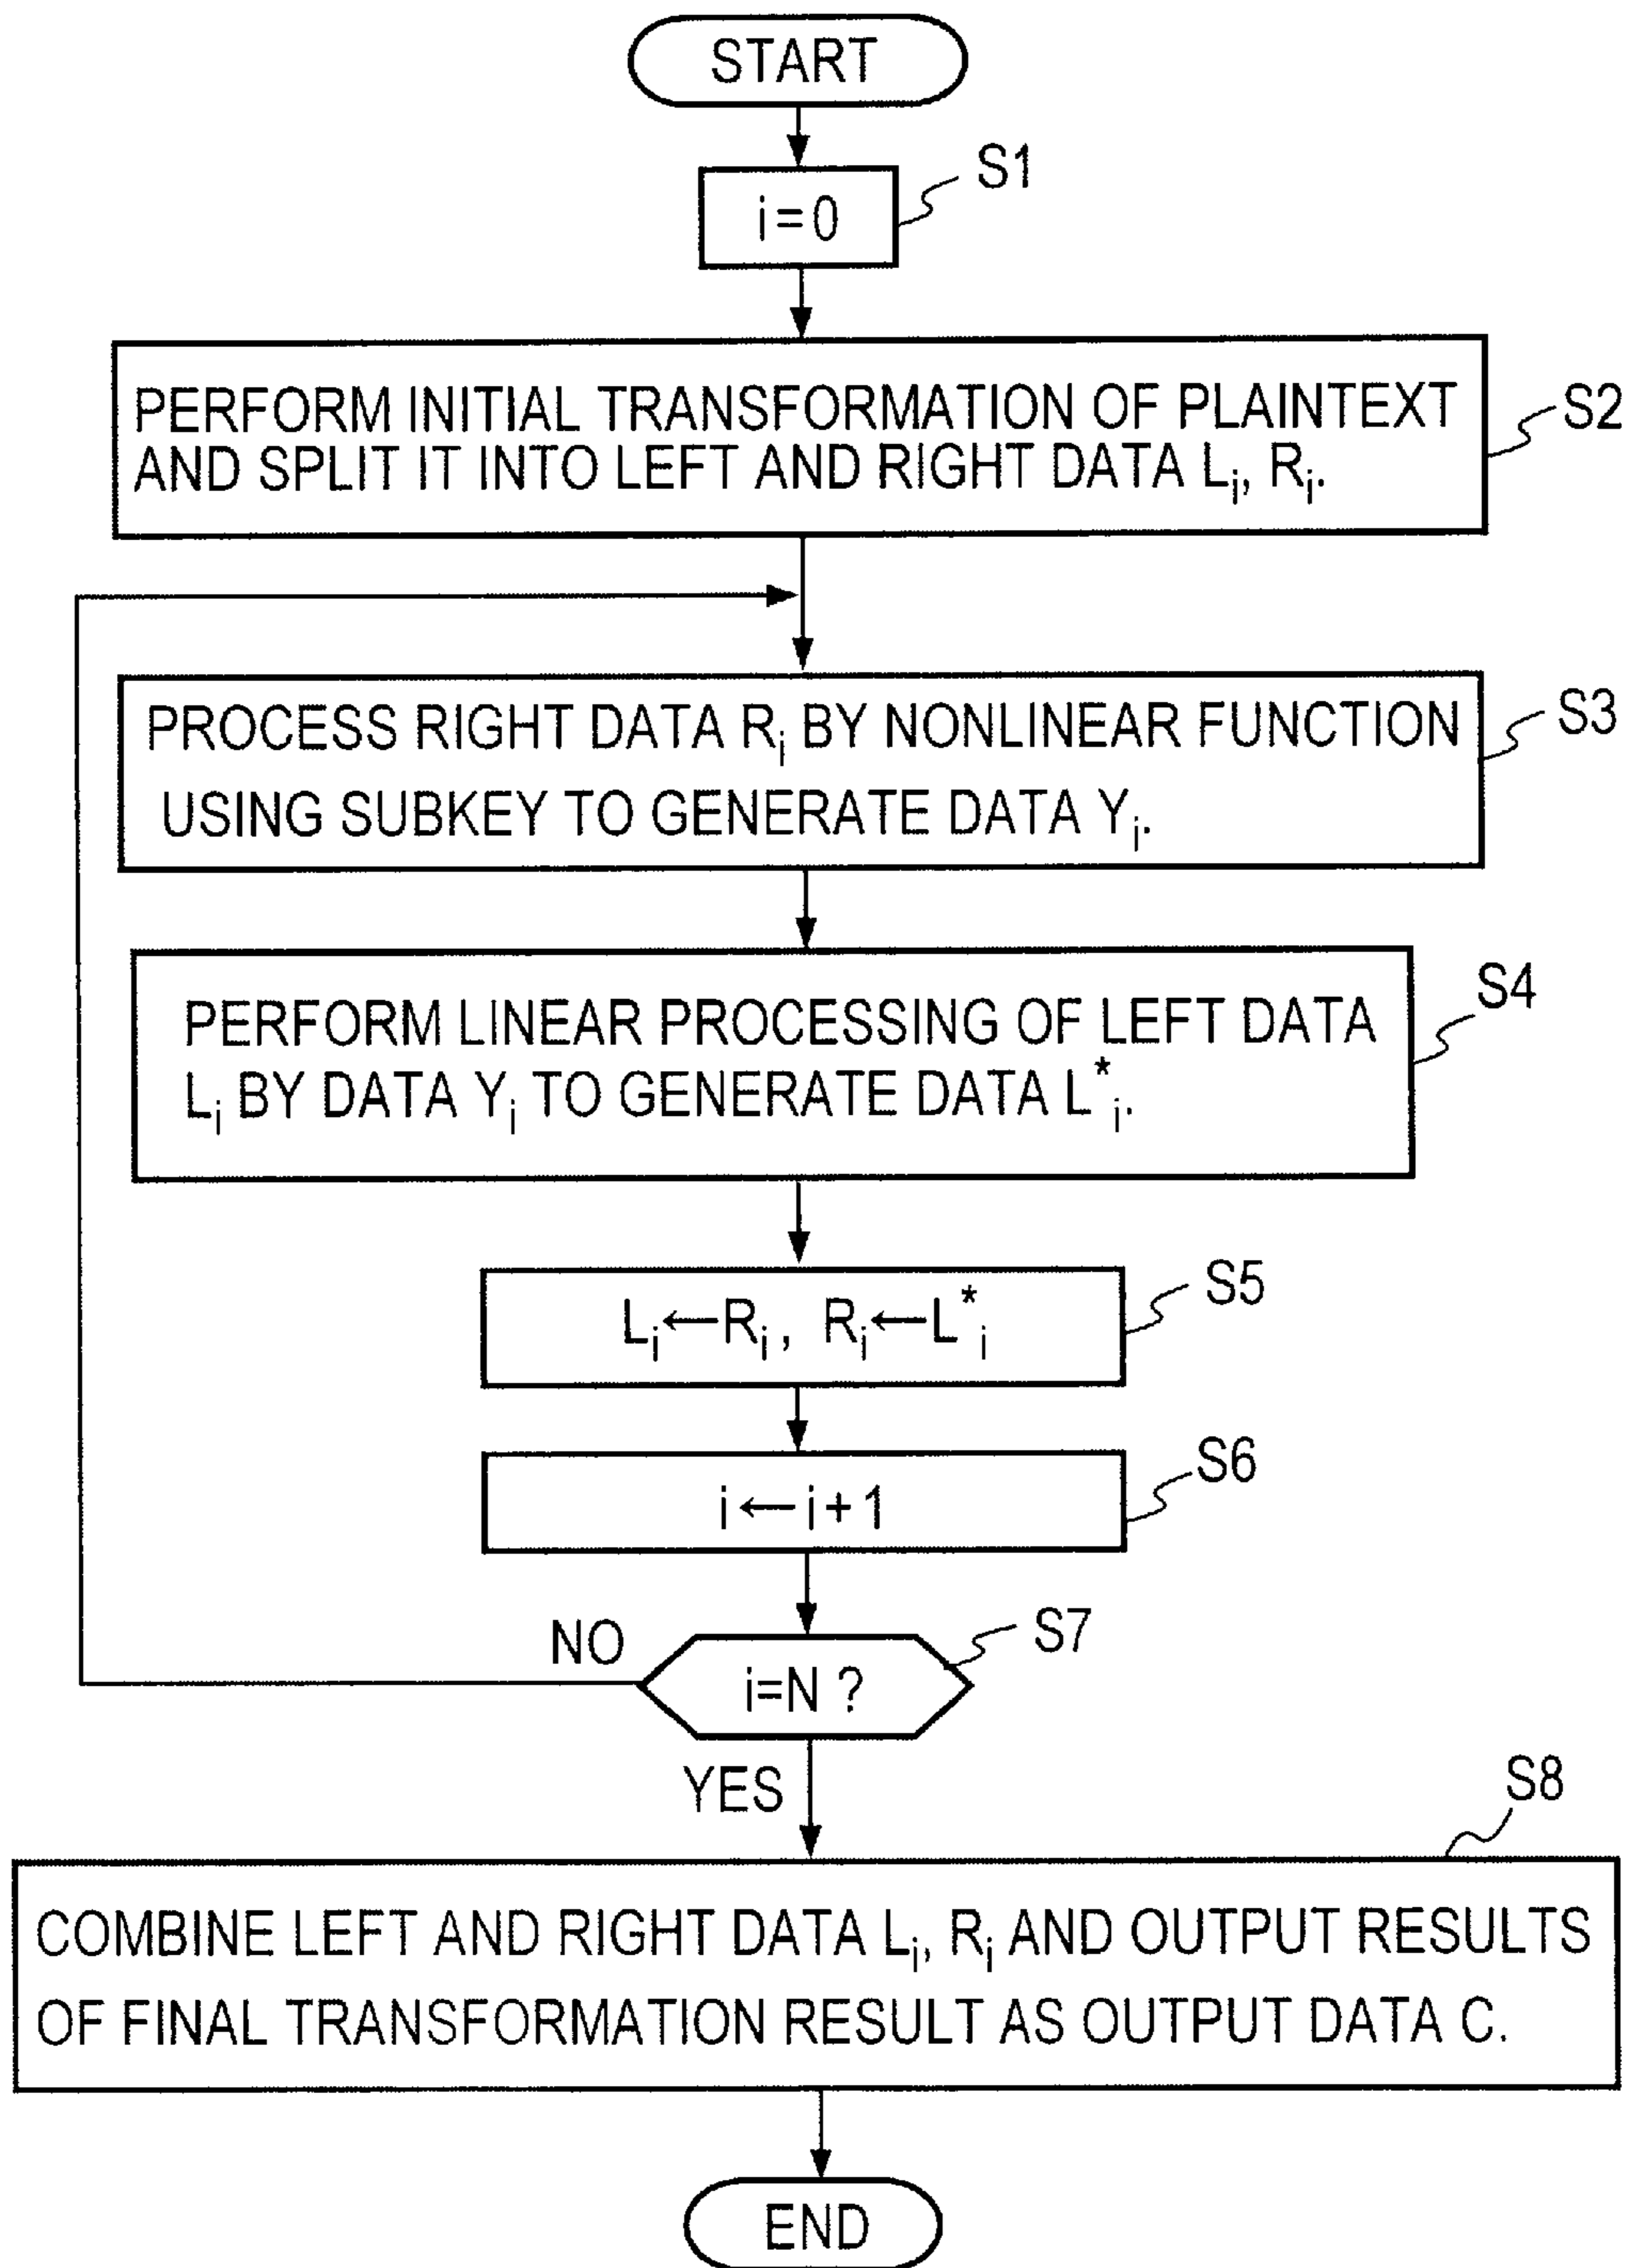 START
S1
i=0
PERFORM INITIAL TRANSFORMATION OF PLAINTEXT
AND SPLIT IT INTO LEFT AND RIGHT DATA Li, Ri.
S2
PROCESS RIGHT DATA Ri BY NONLINEAR FUNCTION
USING SUBKEY TO GENERATE DATA Yi.
S3
PERFORM LINEAR PROCESSING OF LEFT DATA
Li BY DATA Yi TO GENERATE DATA L*i.
S4
Li←Ri, Ri←L*i
S5
i←i+1
S6
NO
i=N ?
S7
YES
S8
COMBINE LEFT AND RIGHT DATA Li, Ri AND OUTPUT RESULTS
OF FINAL TRANSFORMATION RESULT AS OUTPUT DATA C.
END